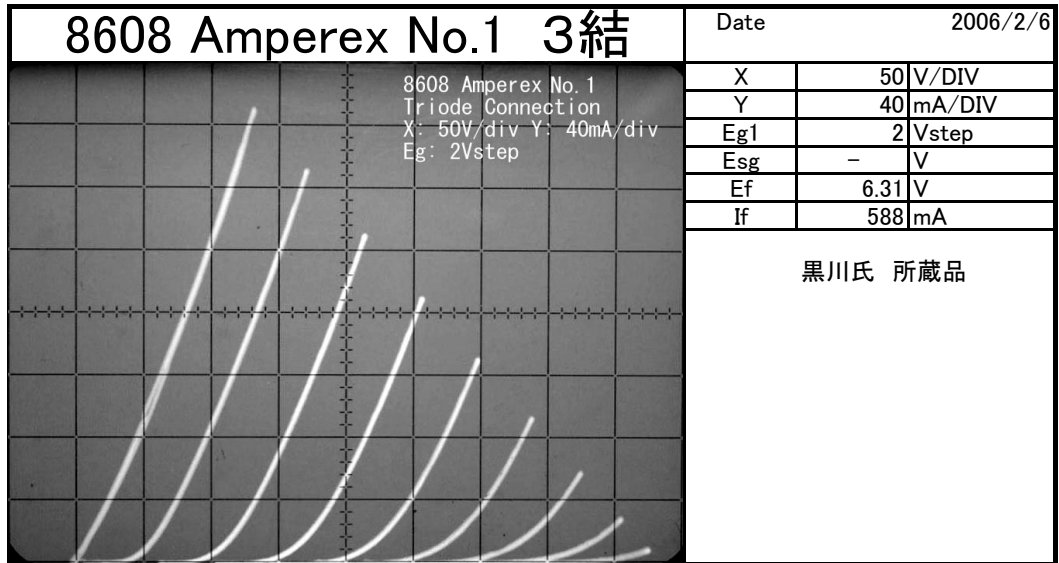 8608 Amperex No.1 3結
Date 2006/2/6
8608 Amperex No.1
Triode Connection
X: 50V/div Y: 40mA/div
Eg: 2Vstep
X 50 V/DIV
Y 40 mA/DIV
Eg1 2 Vstep
Esg - V
Ef 6.31 V
If 588 mA
黒川氏 所蔵品